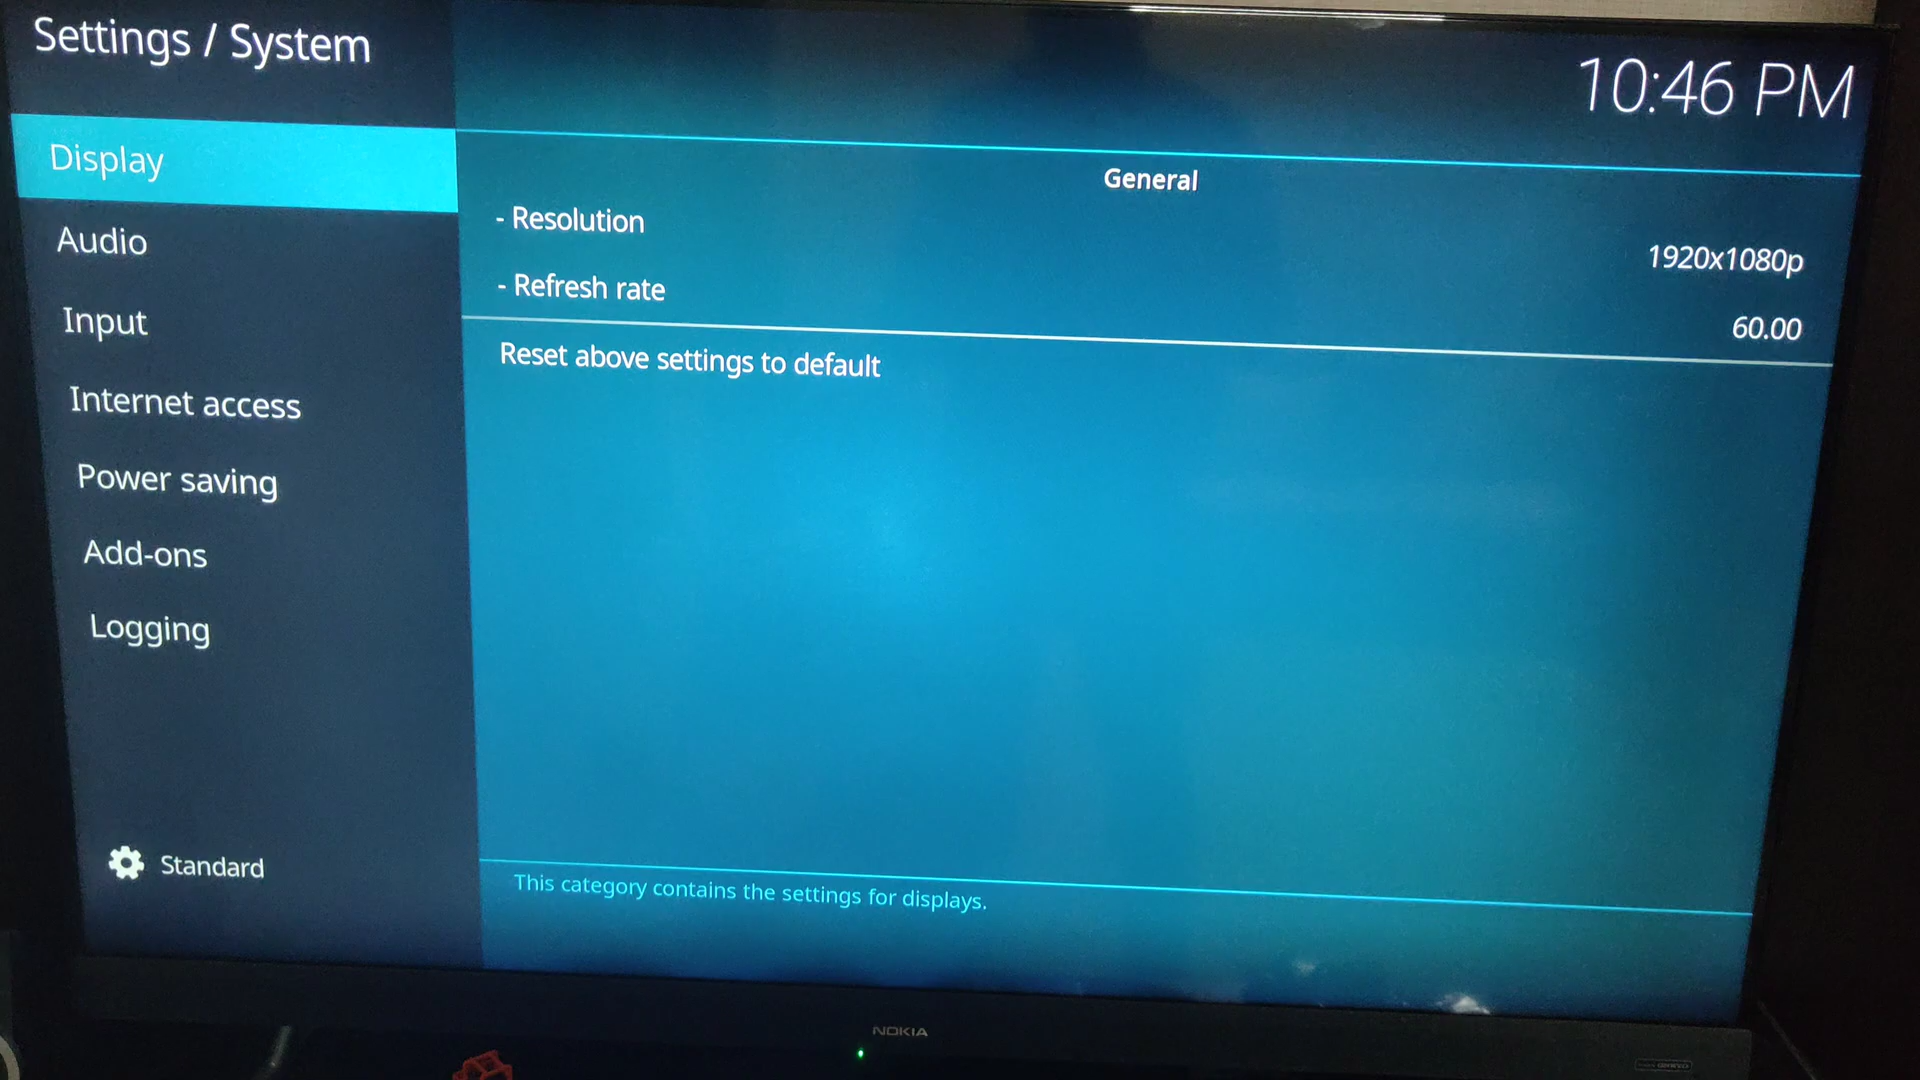 Settings / System
10:46 PM
Display
Audio
Input
Internet access
Power saving
Add-ons
Logging
Standard
General
- Resolution 1920x1080p
- Refresh rate 60.00
Reset above settings to default
This category contains the settings for displays.
NOKIA
ONKYO